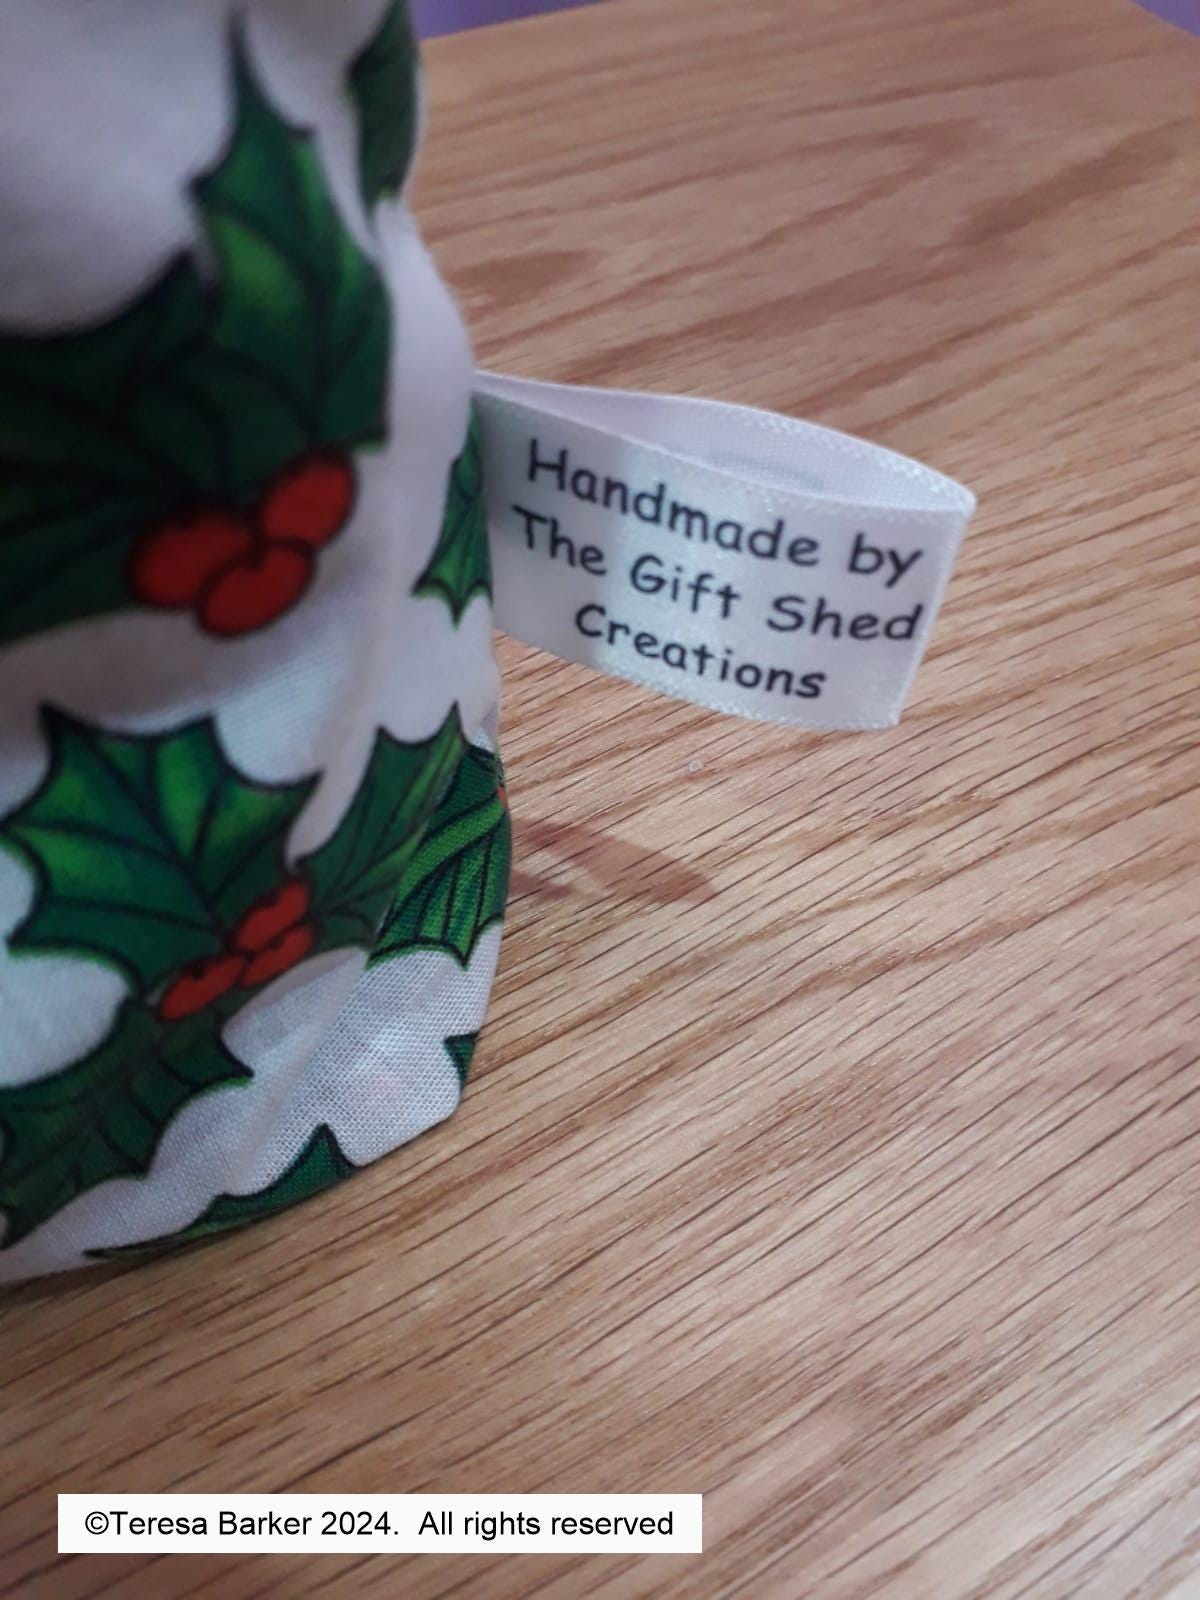 Handmade by
The Gift Shed
Creations
©Teresa Barker 2024.  All rights reserved